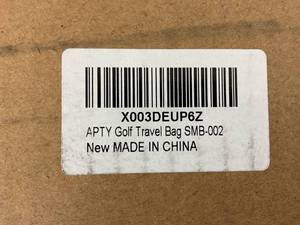 X003DEUP6Z
APTY Golf Travel Bag SMB-002
New MADE IN CHINA